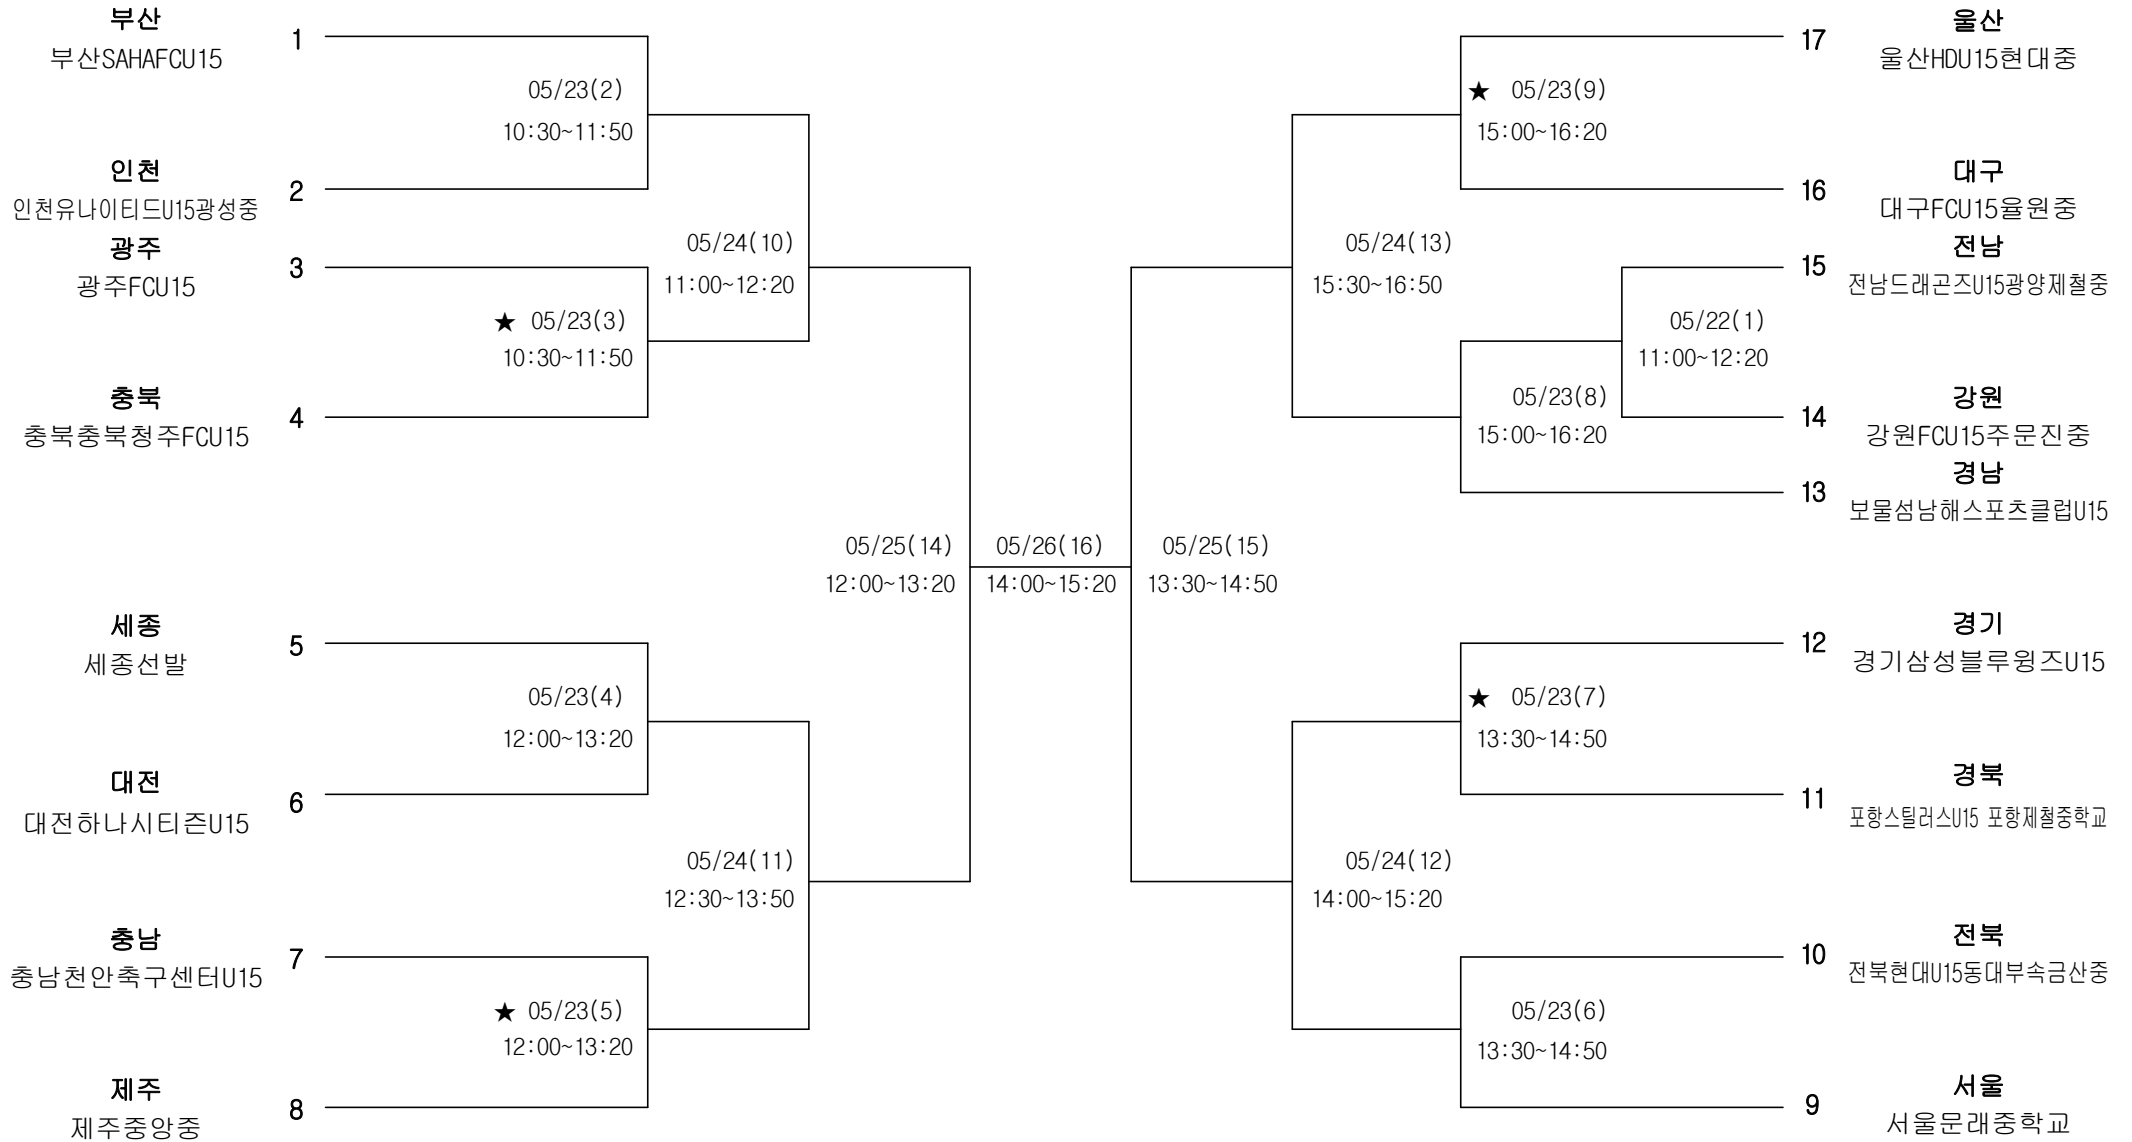 부산
부산SAHAFCU15
1
05/23(2)
10:30~11:50
인천
인천유나이티드U15광성중
2
광주
광주FCU15
3
05/24(10)
11:00~12:20
★ 05/23(3)
10:30~11:50
충북
충북충북청주FCU15
4
05/25(14)
12:00~13:20
세종
세종선발
5
05/23(4)
12:00~13:20
대전
대전하나시티즌U15
6
05/24(11)
12:30~13:50
충남
충남천안축구센터U15
7
★ 05/23(5)
12:00~13:20
제주
제주중앙중
8
05/26(16)
14:00~15:20
울산
17
울산HDU15현대중
★ 05/23(9)
15:00~16:20
대구
16
대구FCU15율원중
05/24(13)
15:30~16:50
전남
15
전남드래곤즈U15광양제철중
05/22(1)
11:00~12:20
05/23(8)
15:00~16:20
강원
14
강원FCU15주문진중
경남
13
보물섬남해스포츠클럽U15
05/25(15)
13:30~14:50
경기
12
경기삼성블루윙즈U15
★ 05/23(7)
13:30~14:50
경북
11
포항스틸러스U15 포항제철중학교
05/24(12)
14:00~15:20
전북
10
전북현대U15동대부속금산중
05/23(6)
13:30~14:50
서울
9
서울문래중학교